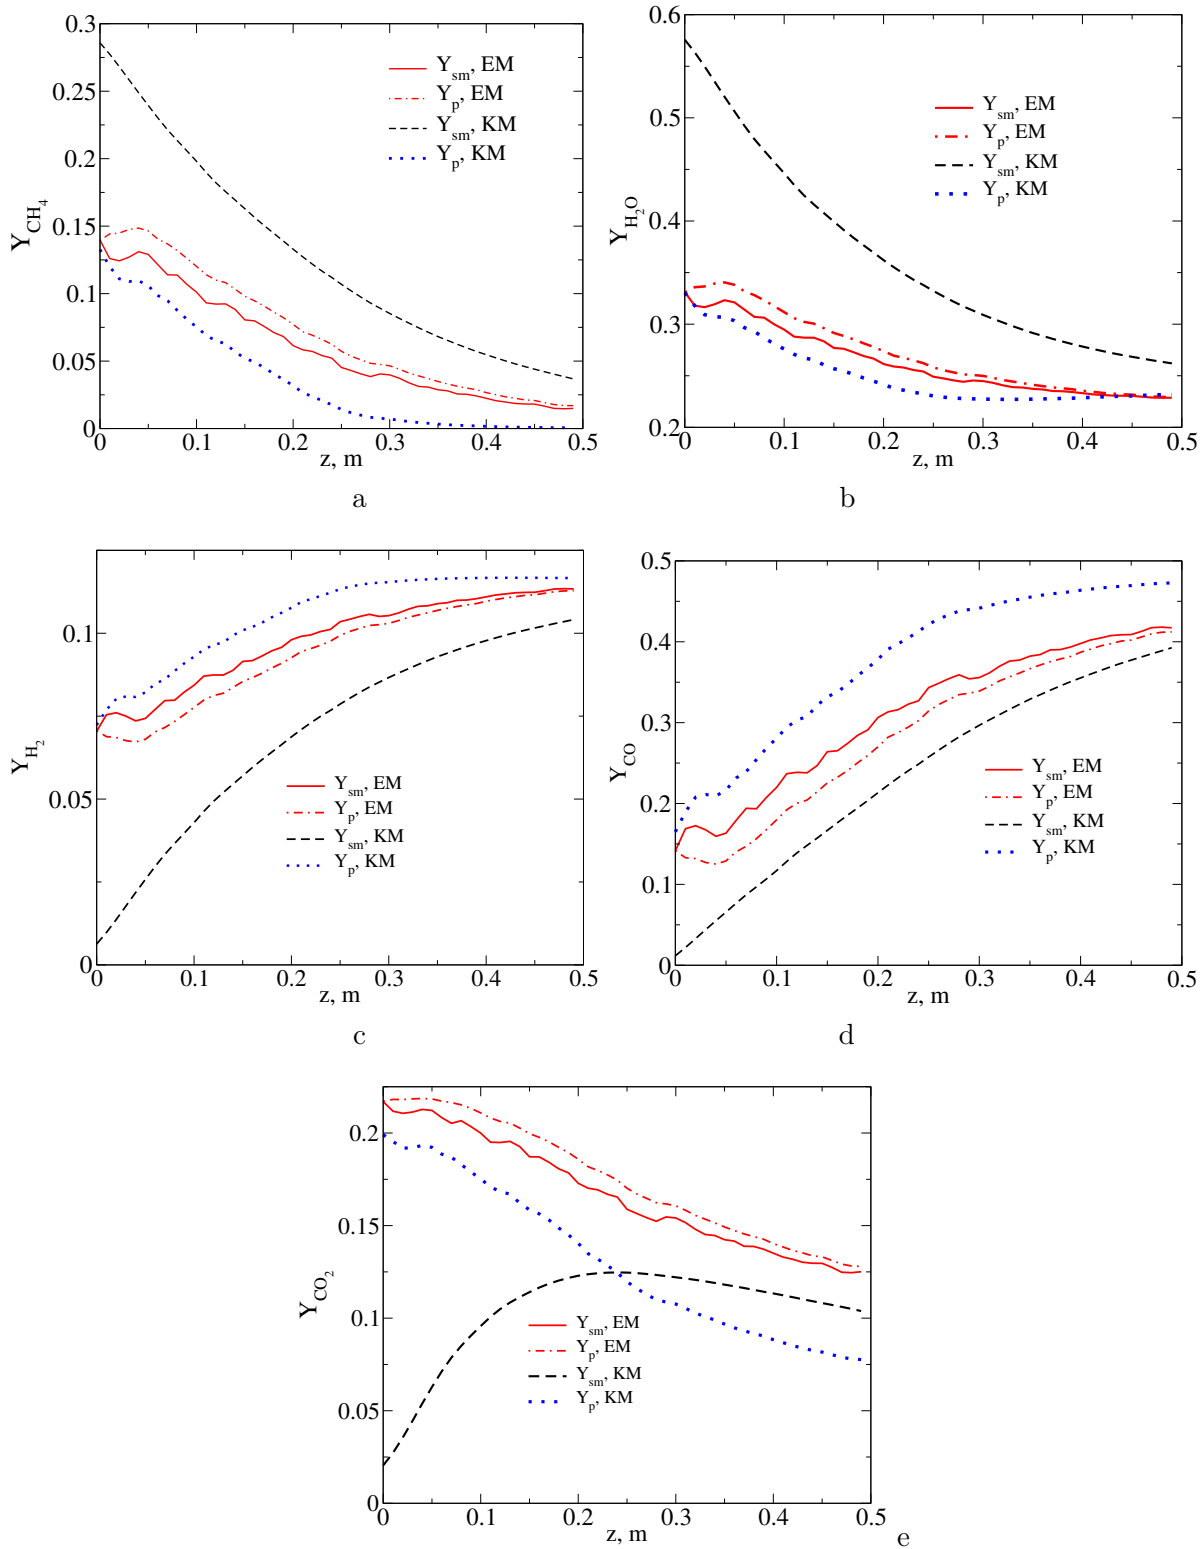 0.3
0.25
0.2
0.15
0.1
0.05
0
Y_CH4
Y_sm, EM
Y_p, EM
Y_sm, KM
Y_p, KM
0 0.1 0.2 0.3 0.4 0.5
z, m
a
0.6
0.5
0.4
0.3
0.2
Y_H2O
Y_sm, EM
Y_p, EM
Y_sm, KM
Y_p, KM
0 0.1 0.2 0.3 0.4 0.5
z, m
b
0.1
0.05
0
Y_H2
Y_sm, EM
Y_p, EM
Y_sm, KM
Y_p, KM
0 0.1 0.2 0.3 0.4 0.5
z, m
c
0.5
0.4
0.3
0.2
0.1
0
Y_CO
Y_sm, EM
Y_p, EM
Y_sm, KM
Y_p, KM
0 0.1 0.2 0.3 0.4 0.5
z, m
d
0.2
0.15
0.1
0.05
0
Y_CO2
Y_sm, EM
Y_p, EM
Y_sm, KM
Y_p, KM
0 0.1 0.2 0.3 0.4 0.5
z, m
e